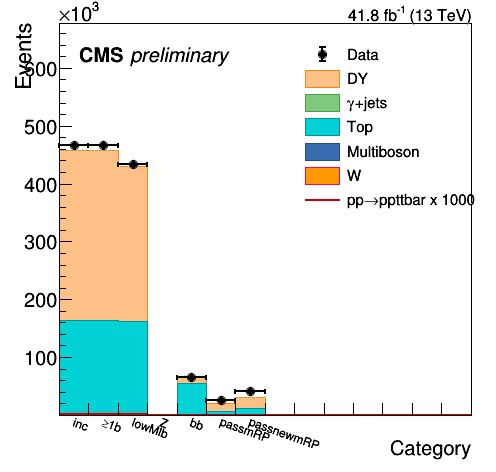 ×10³
41.8 fb⁻¹ (13 TeV)
Events
CMS preliminary
Data
DY
γ+jets
Top
Multiboson
W
pp→ppttbar x 1000
600
500
400
300
200
100
inc
≥1b
lowMlb
Z
bb
passmRP
passnewmRP
Category